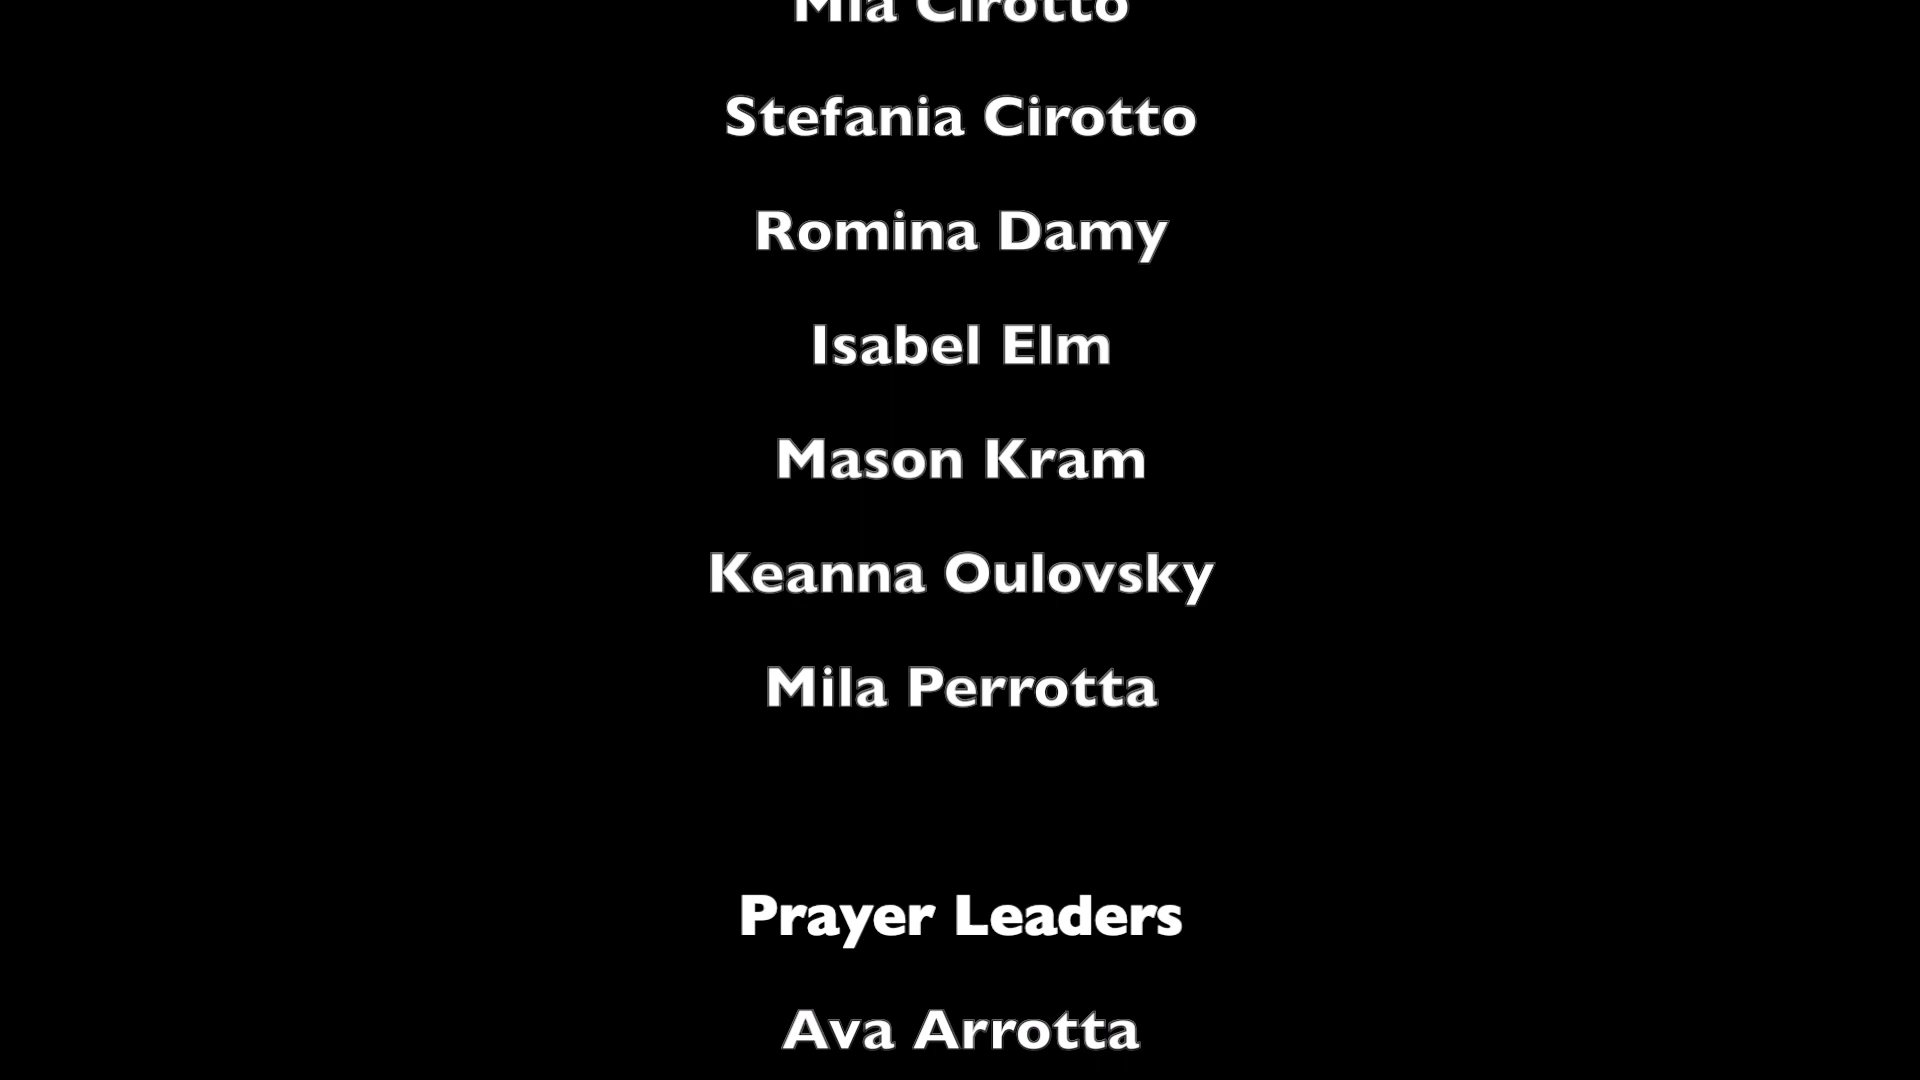 Mia Cirotto
Stefania Cirotto
Romina Damy
Isabel Elm
Mason Kram
Keanna Oulovsky
Mila Perrotta
Prayer Leaders
Ava Arrotta